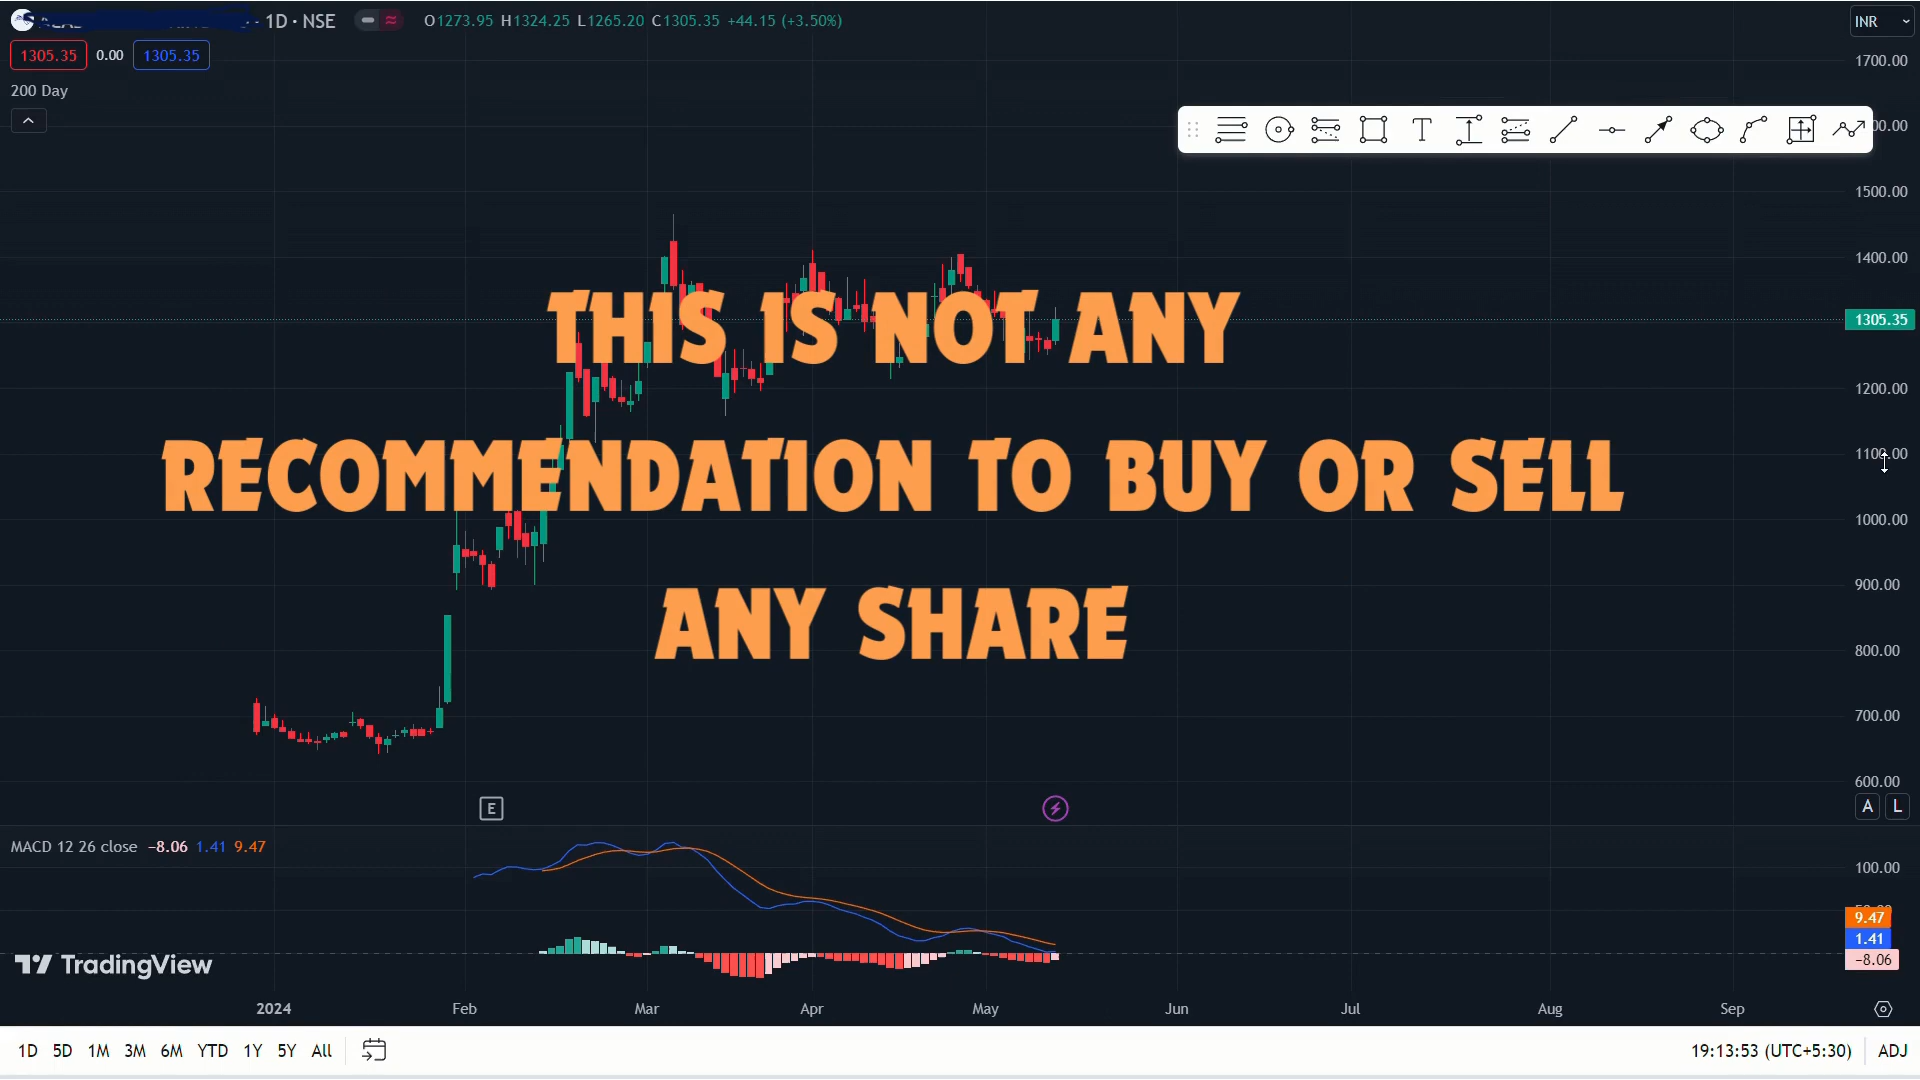 1D · NSE O1273.95 H1324.25 L1265.20 C1305.35 +44.15 (+3.50%)
INR
1305.35 0.00 1305.35
200 Day
1700.00
1500.00
1400.00
1305.35
1200.00
1100.00
1000.00
900.00
800.00
700.00
600.00
THIS IS NOT ANY
RECOMMENDATION TO BUY OR SELL
ANY SHARE
E
A L
MACD 12 26 close −8.06 1.41 9.47
100.00
9.47
1.41
−8.06
TradingView
2024 Feb Mar Apr May Jun Jul Aug Sep
1D 5D 1M 3M 6M YTD 1Y 5Y All
19:13:53 (UTC+5:30) ADJ